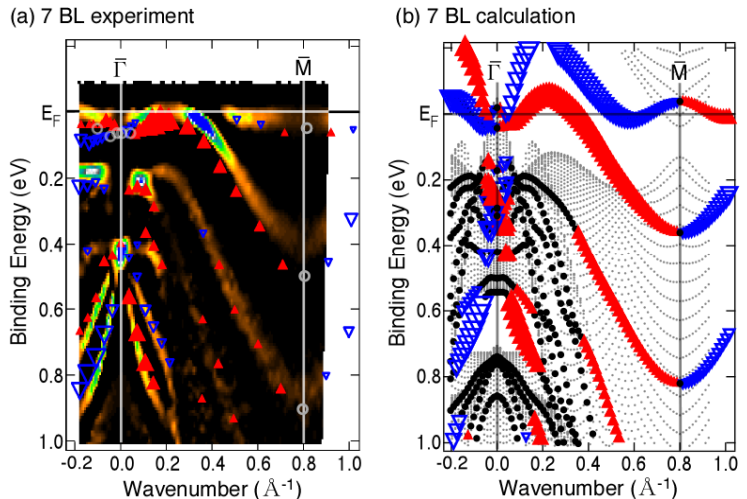 (a) 7 BL experiment
Γ̄
M̄
E_F
0.2
0.4
0.6
0.8
1.0
Binding Energy (eV)
-0.2
0.0
0.2
0.4
0.6
0.8
1.0
Wavenumber (Å⁻¹)
(b) 7 BL calculation
Γ̄
M̄
E_F
0.2
0.4
0.6
0.8
1.0
Binding Energy (eV)
-0.2
0.0
0.2
0.4
0.6
0.8
1.0
Wavenumber (Å⁻¹)